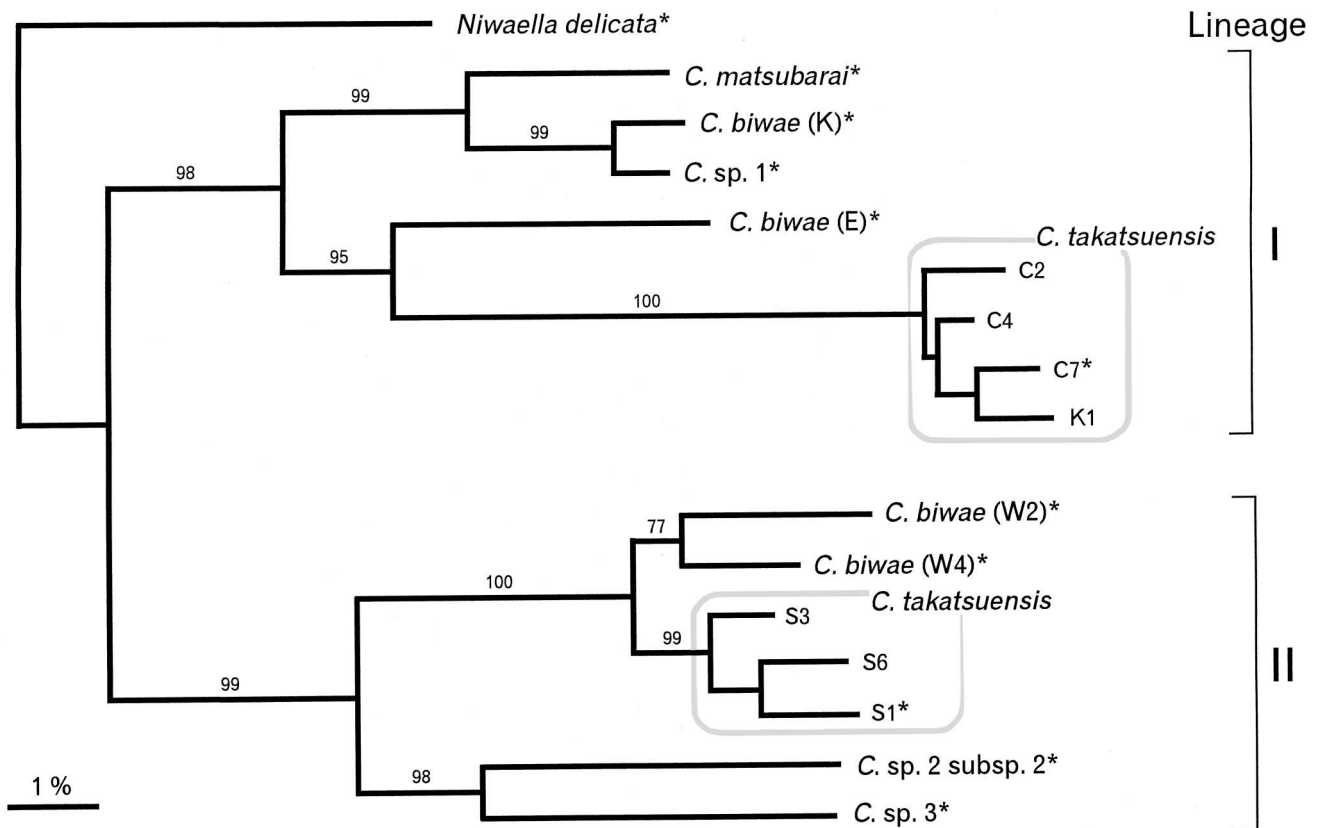 Niwaella delicata*
Lineage
C. matsubarai*
99
C. biwae (K)*
99
C. sp. 1*
98
C. biwae (E)*
C. takatsuensis
I
95
C2
100
C4
C7*
K1
C. biwae (W2)*
77
C. biwae (W4)*
100
C. takatsuensis
S3
99
S6
II
99
S1*
C. sp. 2 subsp. 2*
98
1 %
C. sp. 3*